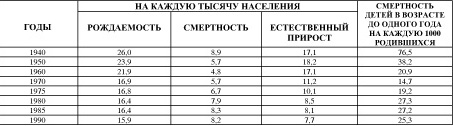 НА КАЖДУЮ ТЫСЯЧУ НАСЕЛЕНИЯ
СМЕРТНОСТЬ
ДЕТЕЙ В ВОЗРАСТЕ
ДО ОДНОГО ГОДА
НА КАЖДУЮ 1000
РОДИВШИХСЯ
ГОДЫ РОЖДАЕМОСТЬ СМЕРТНОСТЬ ЕСТЕСТВЕННЫЙ
ПРИРОСТ
1940 26,0 8,9 17,1 76,5
1950 23,9 5,7 18,2 38,2
1960 21,9 4,8 17,1 20,9
1970 16,9 5,7 11,2 14,7
1975 16,8 6,7 10,1 19,2
1980 16,4 7,9 8,5 27,3
1985 16,4 8,3 8,1 27,2
1990 15,9 8,2 7,7 25,3